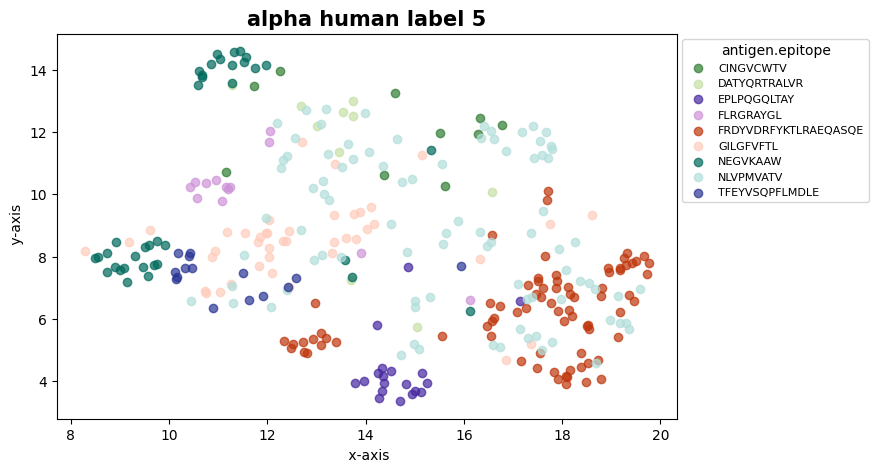 alpha human label 5
antigen.epitope
CINGVCWTV
DATYQRTRALVR
EPLPQGQLTAY
FLRGRAYGL
FRDYVDRFYKTLRAEQASQE
GILGFVFTL
NEGVKAAW
NLVPMVATV
TFEYVSQPFLMDLE
y-axis
14
12
10
8
6
4
8 10 12 14 16 18 20
x-axis